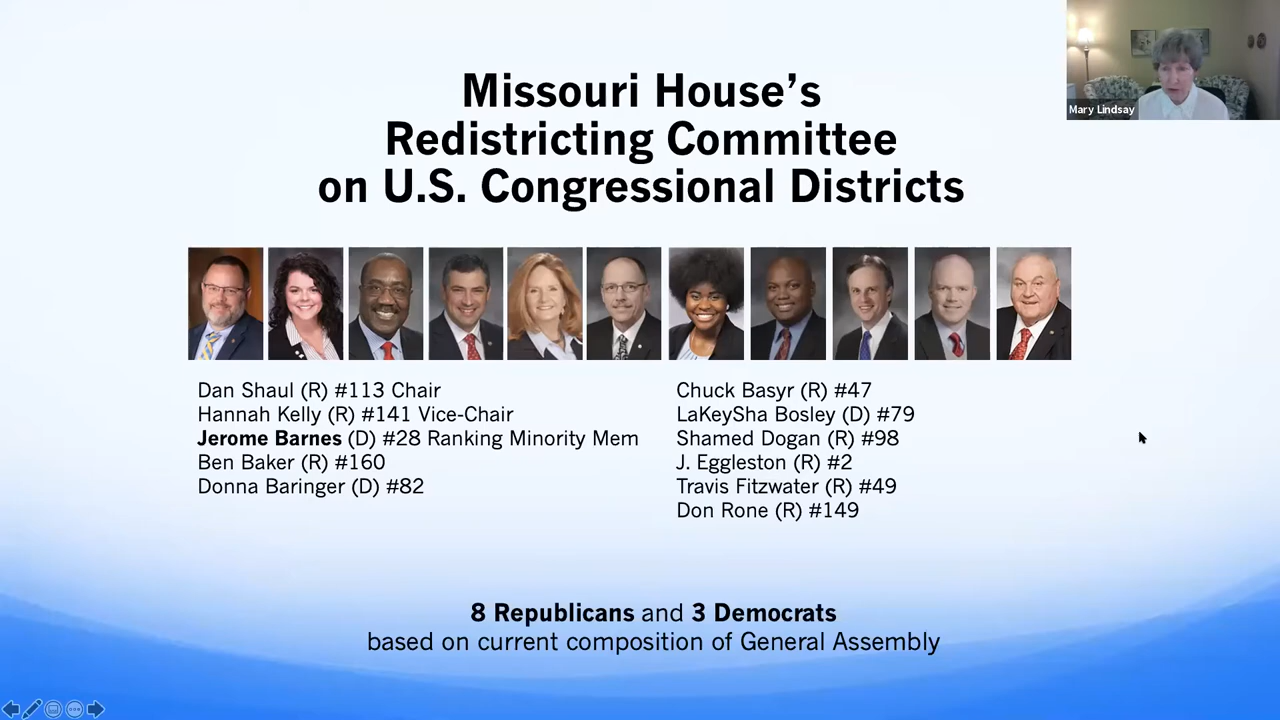 Missouri House's
Redistricting Committee
on U.S. Congressional Districts
Mary Lindsay
Dan Shaul (R) #113 Chair
Hannah Kelly (R) #141 Vice-Chair
Jerome Barnes (D) #28 Ranking Minority Mem
Ben Baker (R) #160
Donna Baringer (D) #82
Chuck Basyr (R) #47
LaKeySha Bosley (D) #79
Shamed Dogan (R) #98
J. Eggleston (R) #2
Travis Fitzwater (R) #49
Don Rone (R) #149
8 Republicans and 3 Democrats
based on current composition of General Assembly